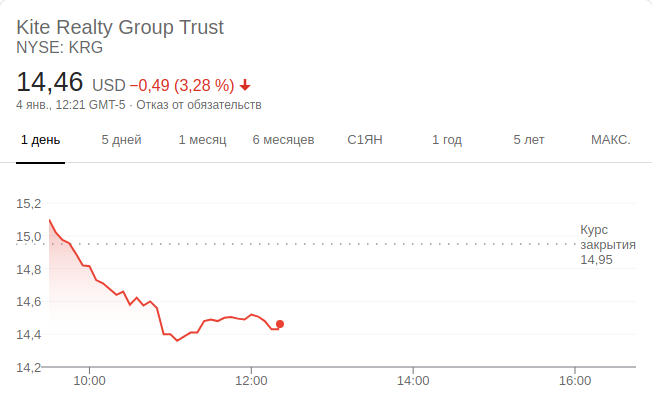 Kite Realty Group Trust
NYSE: KRG
14,46 USD −0,49 (3,28 %)
4 янв., 12:21 GMT-5 · Отказ от обязательств
1 день 5 дней 1 месяц 6 месяцев С1ЯН 1 год 5 лет МАКС.
15,2
15,0
14,8
14,6
14,4
14,2
Курс
закрытия
14,95
10:00 12:00 14:00 16:00